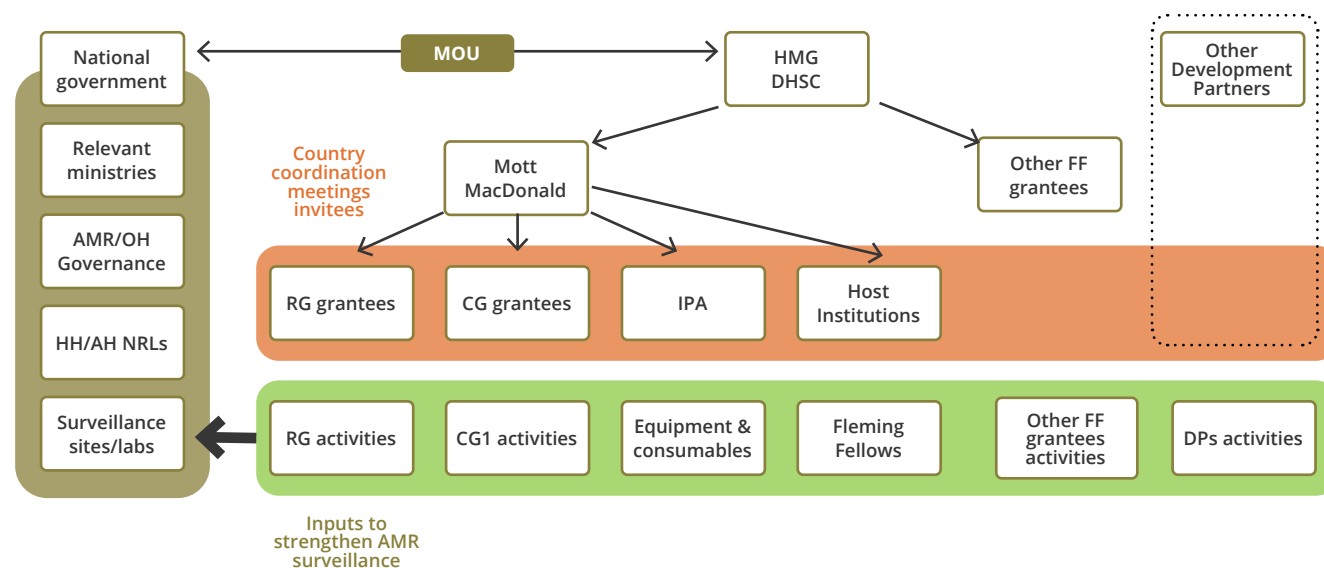 National
government
MOU
HMG
DHSC
Other
Development
Partners
Relevant
ministries
Country
coordination
meetings
invitees
Mott
MacDonald
Other FF
grantees
AMR/OH
Governance
RG grantees
CG grantees
IPA
Host
Institutions
HH/AH NRLs
Surveillance
sites/labs
RG activities
CG1 activities
Equipment &
consumables
Fleming
Fellows
Other FF
grantees
activities
DPs activities
Inputs to
strengthen AMR
surveillance